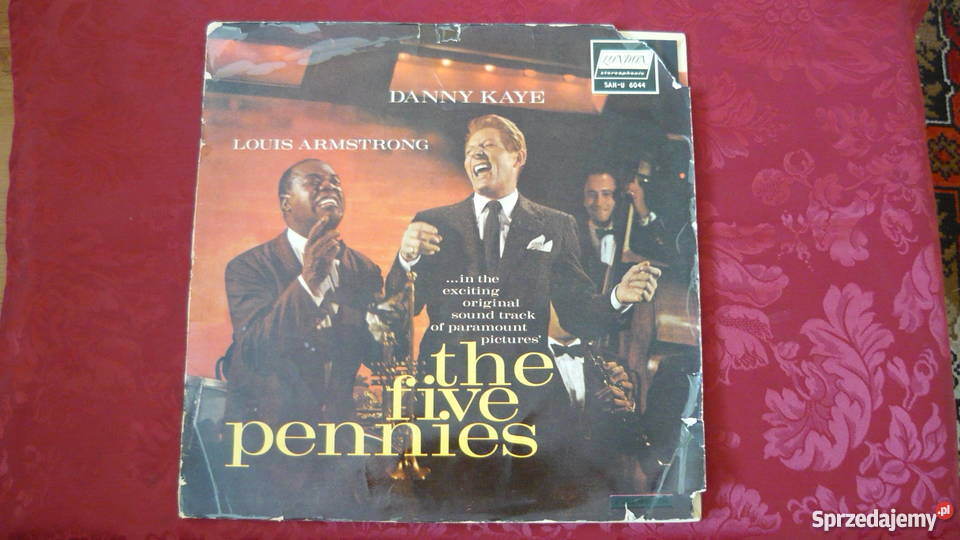 LONDON
stereophonic
SAH-U 6044
DANNY KAYE
LOUIS ARMSTRONG
...in the
exciting
original
sound track
of paramount
pictures'
the
five
pennies
Sprzedajemy.pl